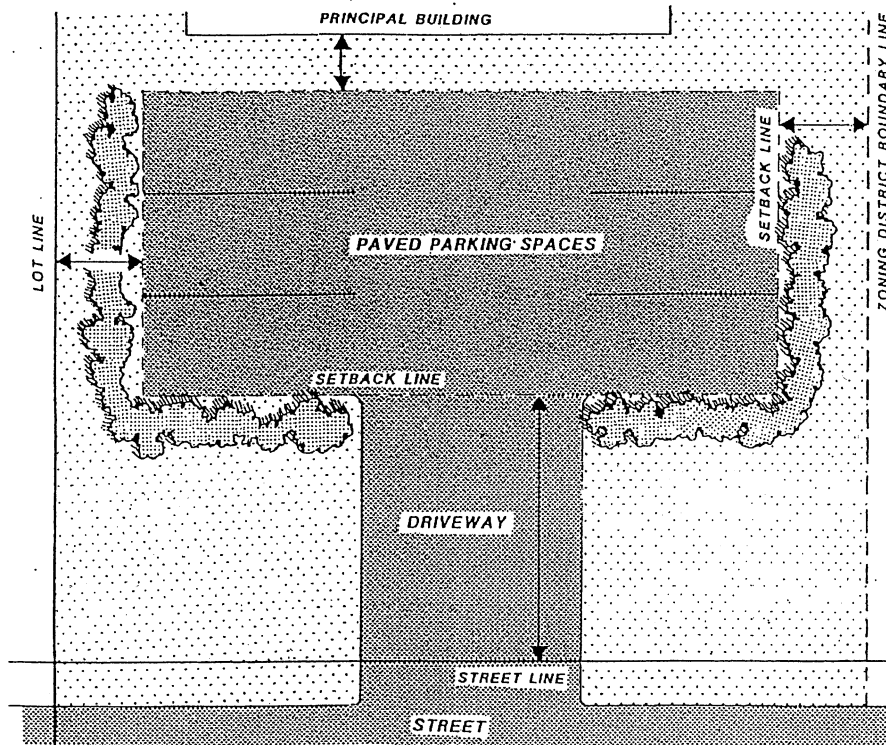 PRINCIPAL BUILDING
ZONING DISTRICT BOUNDARY LINE
SETBACK LINE
LOT LINE
PAVED PARKING SPACES
SETBACK LINE
DRIVEWAY
STREET LINE
STREET